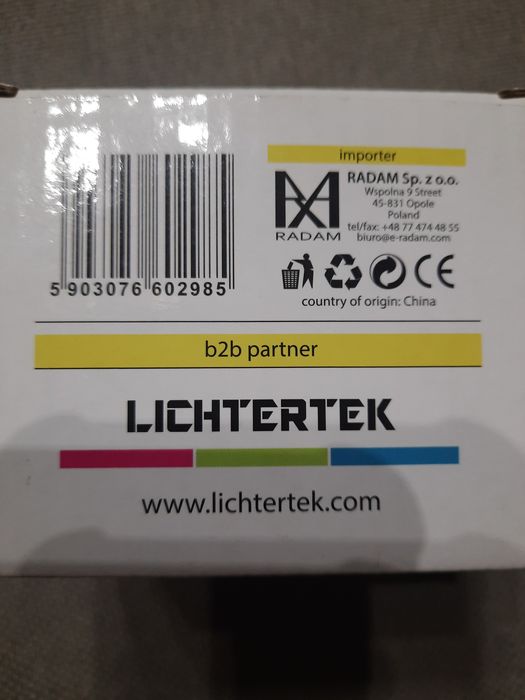 5 903076 602985
importer
RADAM
RADAM Sp. z o.o.
Wspolna 9 Street
45-831 Opole
Poland
tel/fax: +48 77 474 48 55
biuro@e-radam.com
CE
country of origin: China
b2b partner
LICHTERTEK
www.lichtertek.com